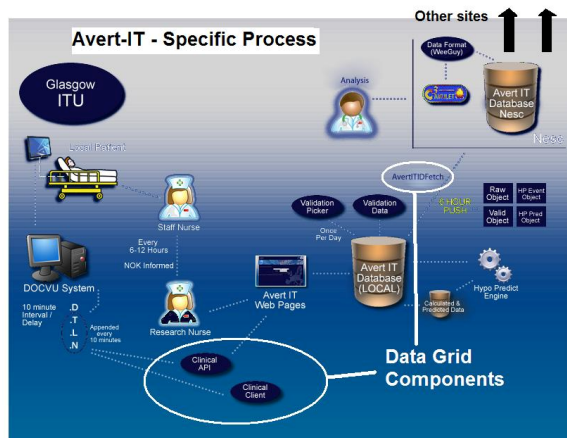 Other sites
Avert-IT - Specific Process
Data Format
(WeeGuy)
Glasgow
ITU
Analysis
Avert IT
Database
Nesc
Nesc
Local Patient
AvertITDFetch
Staff Nurse
Validation
Picker
Validation
Data
HOUR
PUSH
Raw
Object
HP Event
Object
Valid
Object
HP Pred
Object
Every
6-12 Hours
NOK Informed
Once
Per Day
DOCVU System
Avert IT
Database
(LOCAL)
Avert IT
Web Pages
Hypo Predict
Engine
10 minute
Interval /
Delay
.D
.T
.L
.N
Appended
every
10 minutes
Research Nurse
Calculated &
Predicted Data
Clinical
API
Clinical
Client
Data Grid
Components